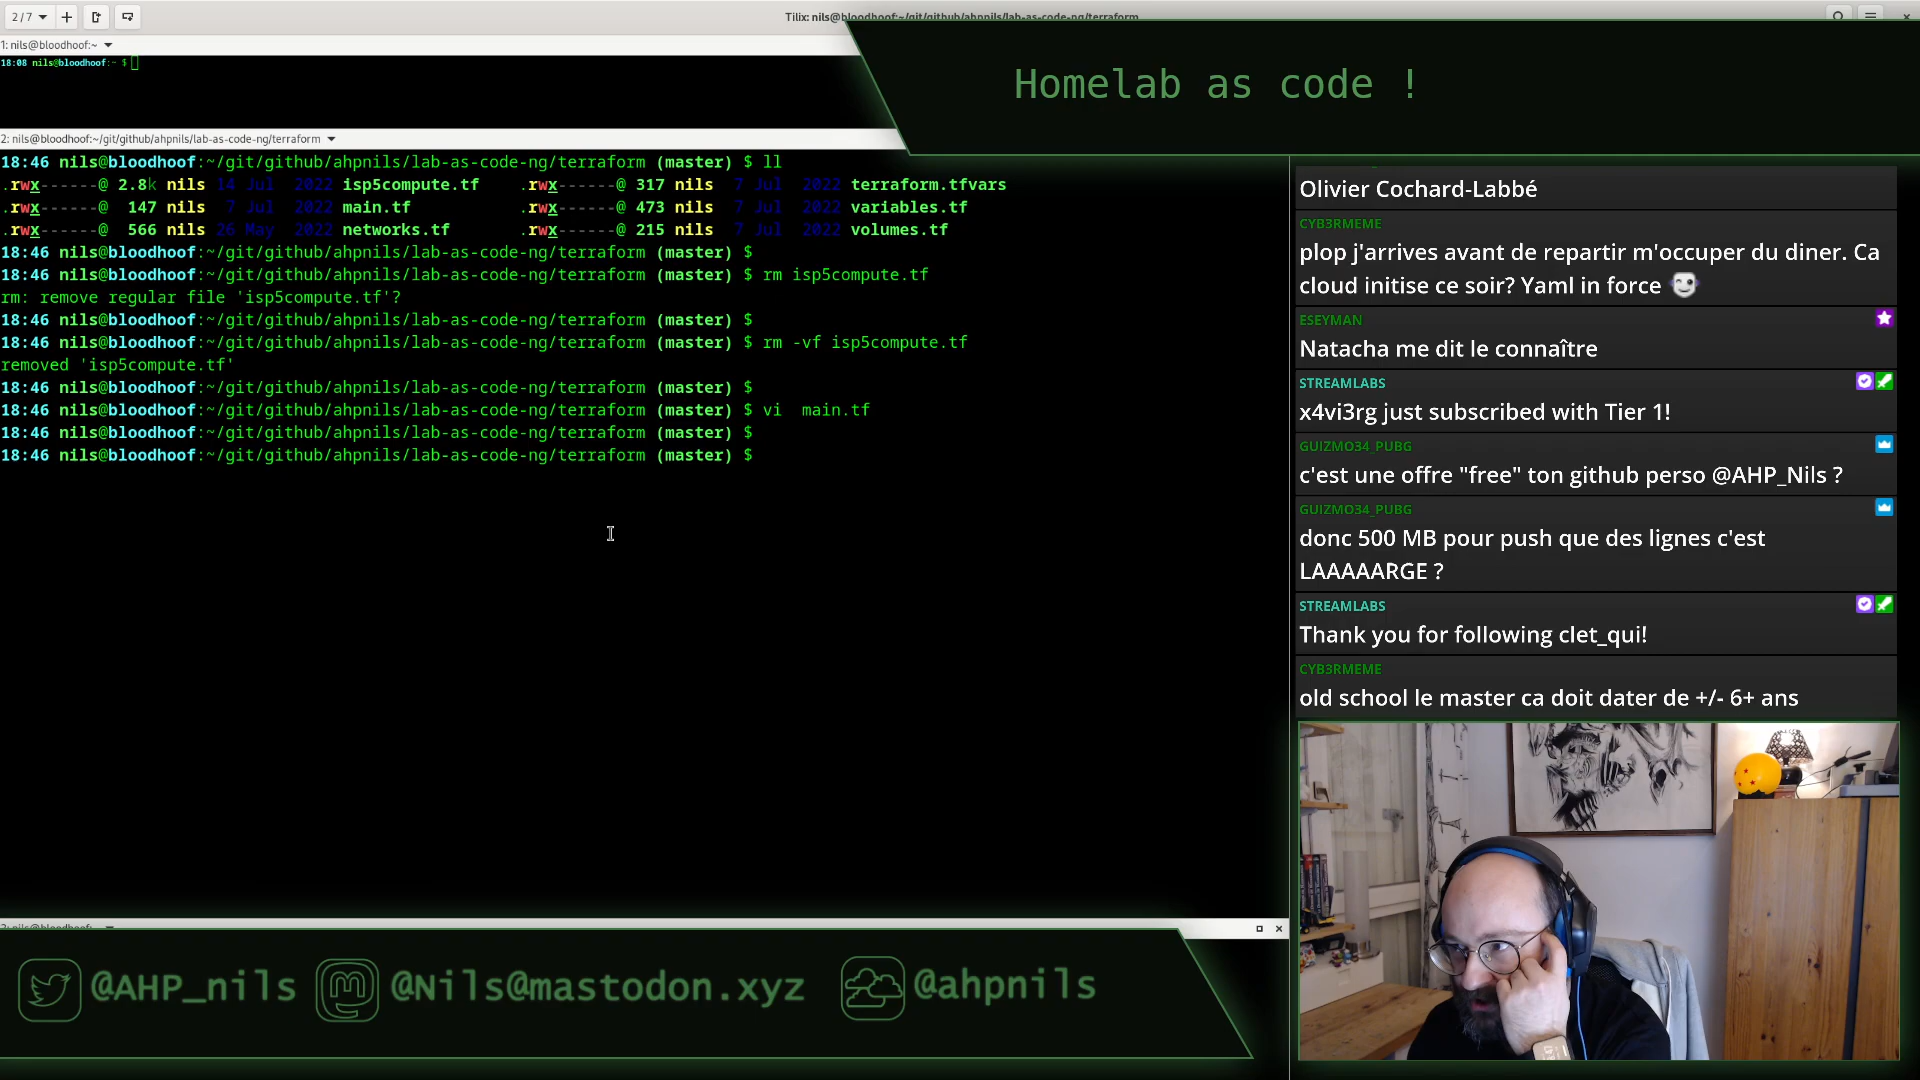 2/7
Tilix: nils@bloodhoof:~/git/github/ahpnils/lab-as-code-ng/terraform
1: nils@bloodhoof:~
18:08 nils@bloodhoof:~ $
Homelab as code !
2: nils@bloodhoof:~/git/github/ahpnils/lab-as-code-ng/terraform
18:46 nils@bloodhoof:~/git/github/ahpnils/lab-as-code-ng/terraform (master) $ ll
.rwx------@ 2.8k nils 14 Jul 2022 isp5compute.tf .rwx------@ 317 nils 7 Jul 2022 terraform.tfvars
.rwx------@ 147 nils 7 Jul 2022 main.tf .rwx------@ 473 nils 7 Jul 2022 variables.tf
.rwx------@ 566 nils 26 May 2022 networks.tf .rwx------@ 215 nils 7 Jul 2022 volumes.tf
18:46 nils@bloodhoof:~/git/github/ahpnils/lab-as-code-ng/terraform (master) $
18:46 nils@bloodhoof:~/git/github/ahpnils/lab-as-code-ng/terraform (master) $ rm isp5compute.tf
rm: remove regular file 'isp5compute.tf'?
18:46 nils@bloodhoof:~/git/github/ahpnils/lab-as-code-ng/terraform (master) $
18:46 nils@bloodhoof:~/git/github/ahpnils/lab-as-code-ng/terraform (master) $ rm -vf isp5compute.tf
removed 'isp5compute.tf'
18:46 nils@bloodhoof:~/git/github/ahpnils/lab-as-code-ng/terraform (master) $
18:46 nils@bloodhoof:~/git/github/ahpnils/lab-as-code-ng/terraform (master) $ vi main.tf
18:46 nils@bloodhoof:~/git/github/ahpnils/lab-as-code-ng/terraform (master) $
18:46 nils@bloodhoof:~/git/github/ahpnils/lab-as-code-ng/terraform (master) $
Olivier Cochard-Labbé
CYB3RMEME
plop j'arrives avant de repartir m'occuper du diner. Ca
cloud initise ce soir? Yaml in force
ESEYMAN
Natacha me dit le connaître
STREAMLABS
x4vi3rg just subscribed with Tier 1!
GUIZMO34_PUBG
c'est une offre "free" ton github perso @AHP_Nils ?
GUIZMO34_PUBG
donc 500 MB pour push que des lignes c'est
LAAAAARGE ?
STREAMLABS
Thank you for following clet_qui!
CYB3RMEME
old school le master ca doit dater de +/- 6+ ans
@AHP_nils @Nils@mastodon.xyz @ahpnils